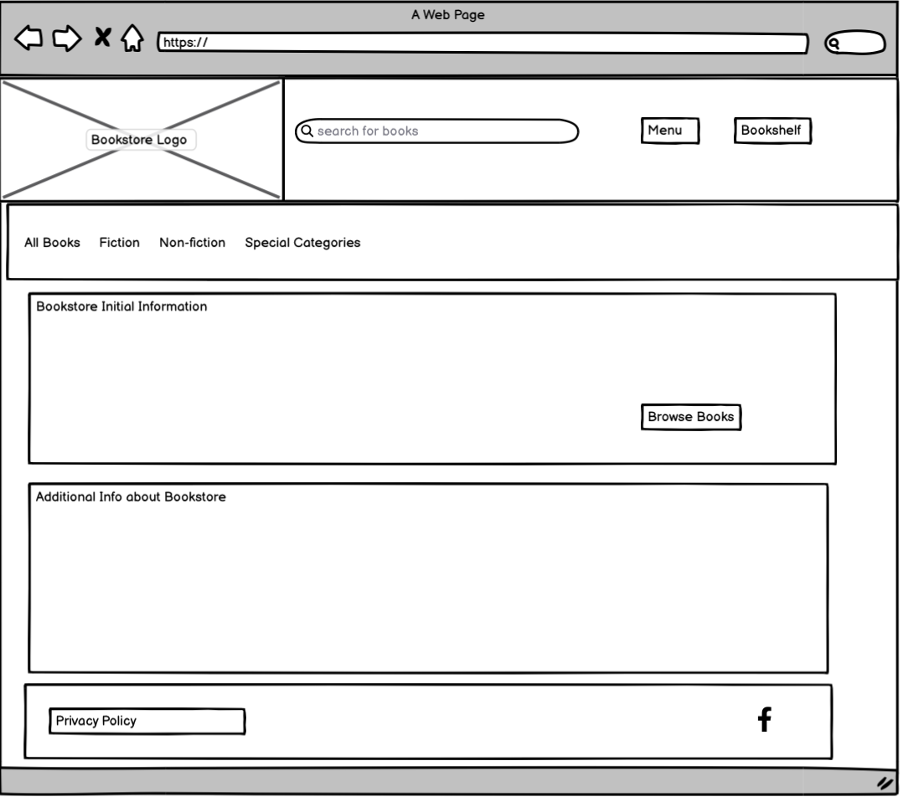 A Web Page
https://
Bookstore Logo
search for books
Menu
Bookshelf
All Books Fiction Non-fiction Special Categories
Bookstore Initial Information
Browse Books
Additional Info about Bookstore
Privacy Policy
f